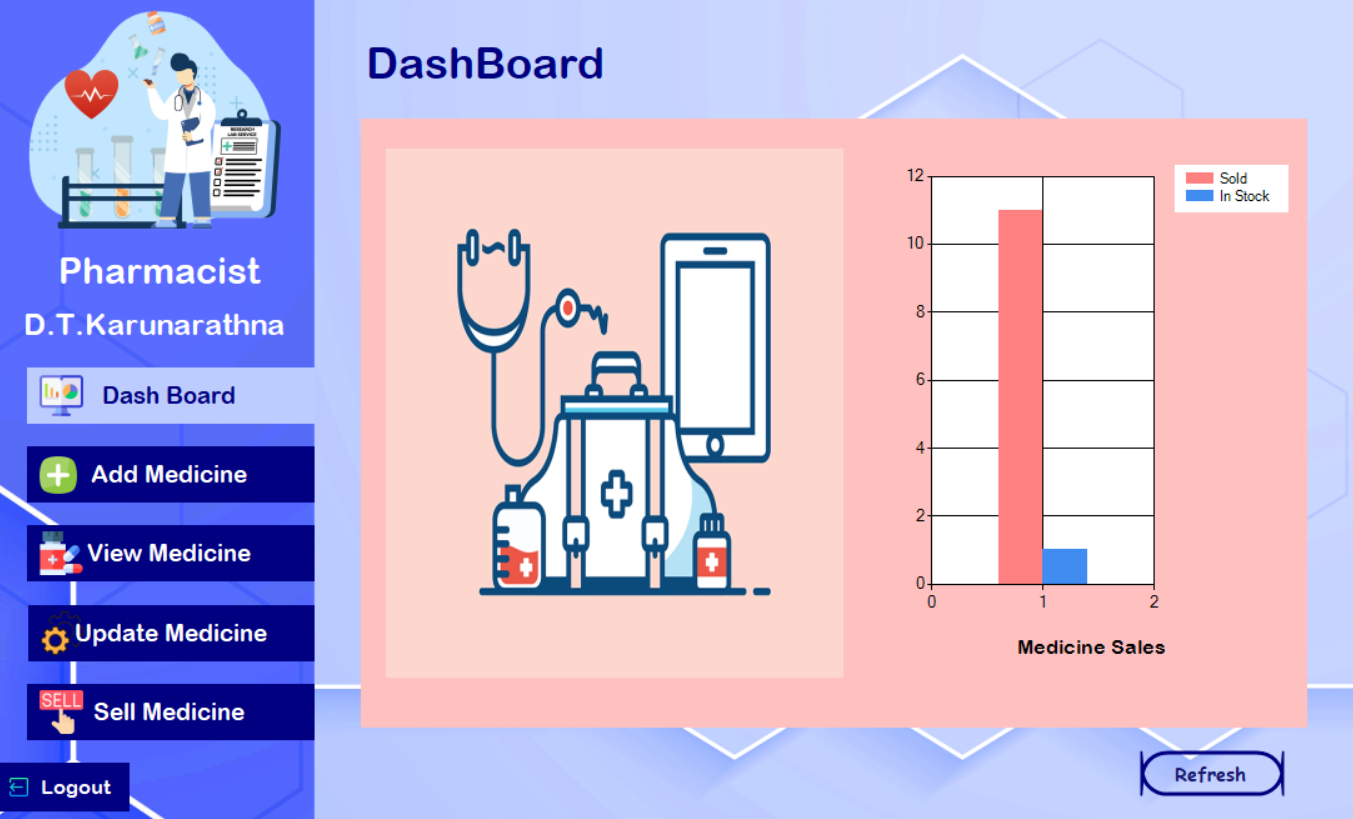 RESEARCH
LAB SERVICE
Pharmacist
D.T.Karunarathna
Dash Board
Add Medicine
View Medicine
Update Medicine
SELL
Sell Medicine
Logout
DashBoard
12
10
8
6
4
2
0
0 1 2
Sold
In Stock
Medicine Sales
Refresh